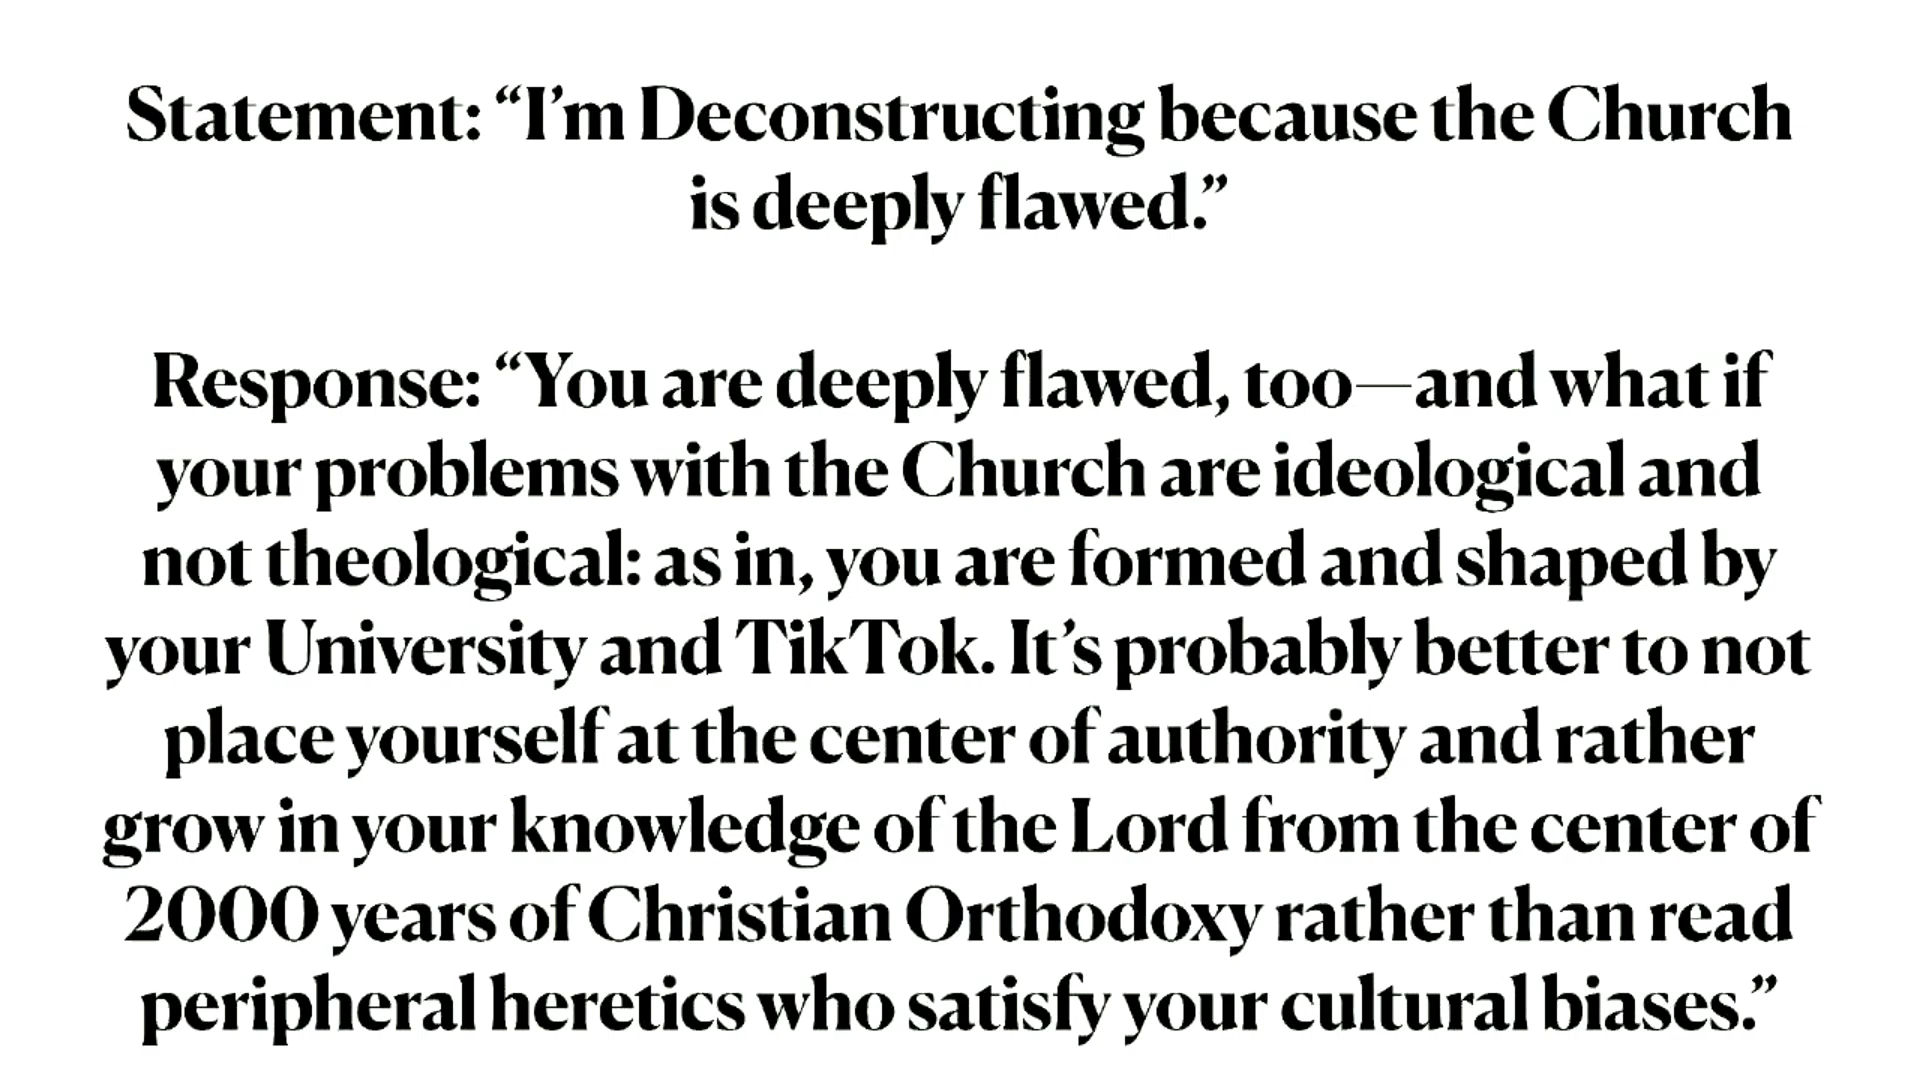 Statement: “I’m Deconstructing because the Church
is deeply flawed.”
Response: “You are deeply flawed, too—and what if
your problems with the Church are ideological and
not theological: as in, you are formed and shaped by
your University and TikTok. It’s probably better to not
place yourself at the center of authority and rather
grow in your knowledge of the Lord from the center of
2000 years of Christian Orthodoxy rather than read
peripheral heretics who satisfy your cultural biases.”